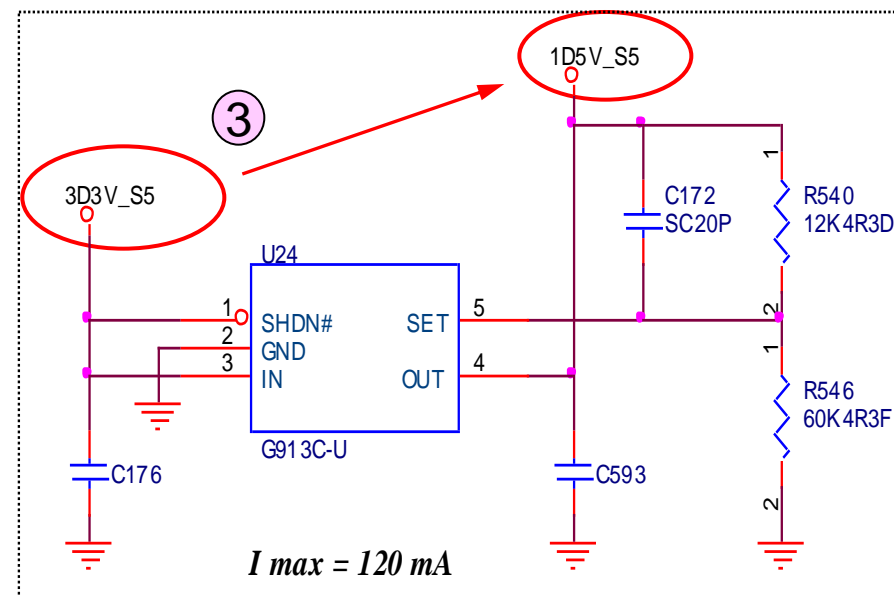 1D5V_S5
3
3D3V_S5
C172
SC20P
1
R540
12K4R3D
2
U24
1
SHDN#
SET
5
2
GND
3
IN
OUT
4
G913C-U
1
R546
60K4R3F
2
C176
C593
I max = 120 mA